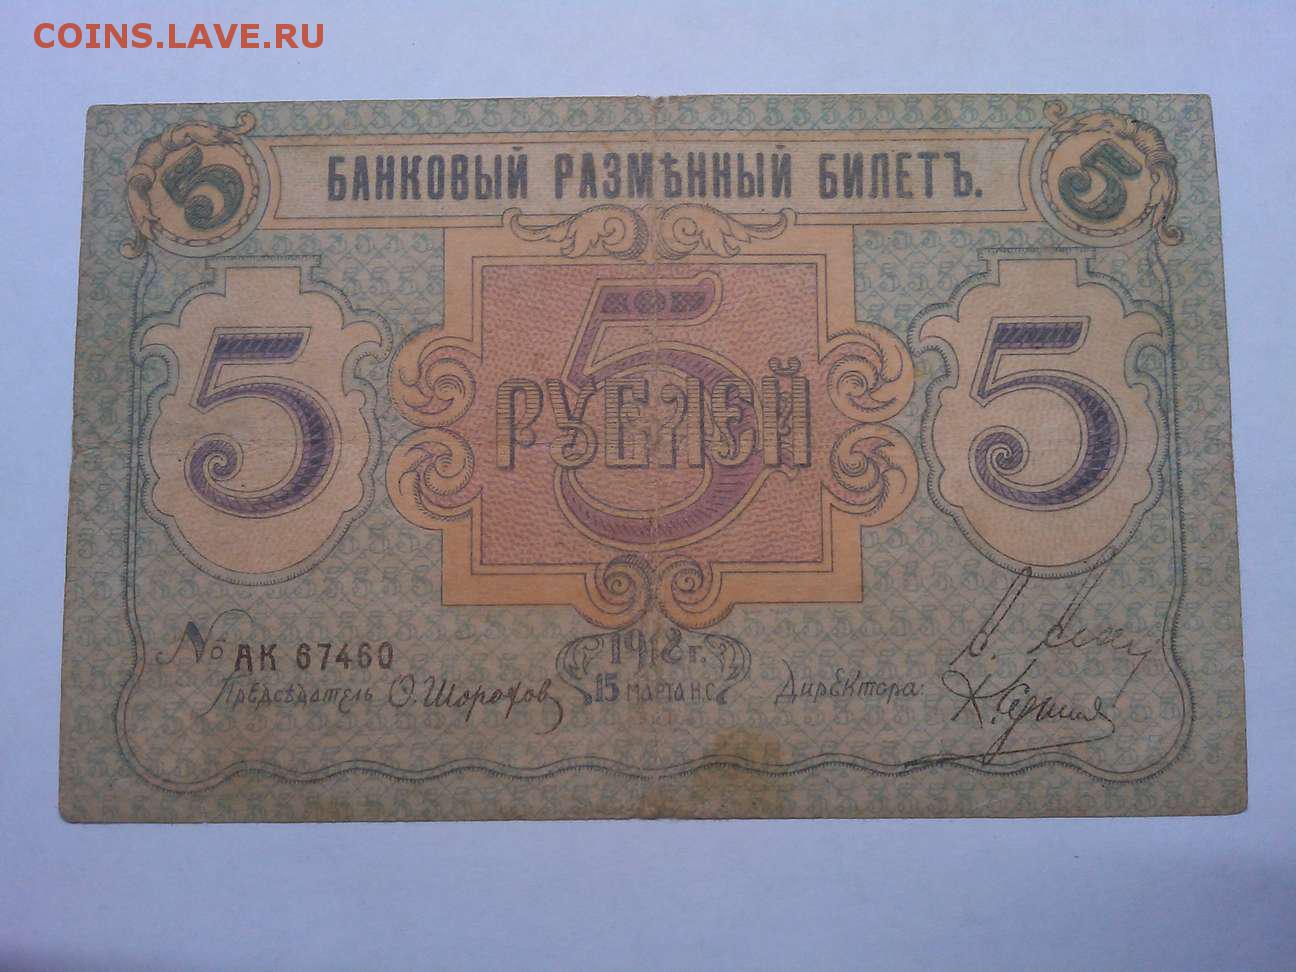 COINS.LAVE.RU
5 БАНКОВЫЙ РАЗМѢННЫЙ БИЛЕТЪ. 5
5 5 5
РУБЛЕЙ
№ АК 67460
1918 г.
15 МАРТА Н.С.
Предсѣдатель О. Шорохов
Директора: